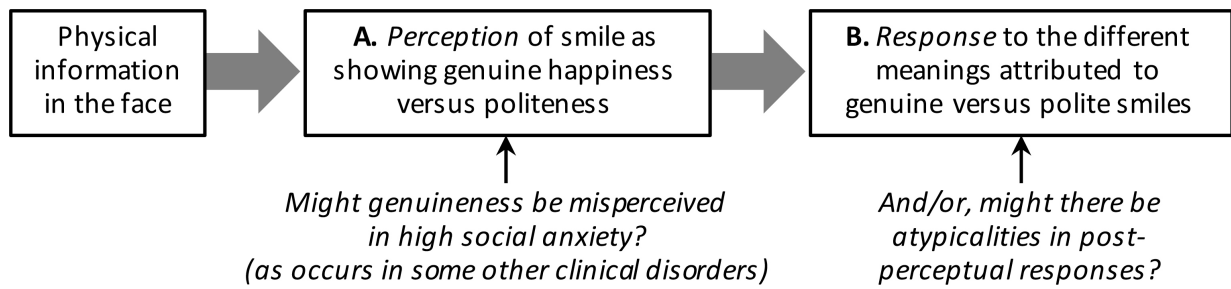 Physical
information
in the face
A. Perception of smile as
showing genuine happiness
versus politeness
B. Response to the different
meanings attributed to
genuine versus polite smiles
Might genuineness be misperceived
in high social anxiety?
(as occurs in some other clinical disorders)
And/or, might there be
atypicalities in post-
perceptual responses?